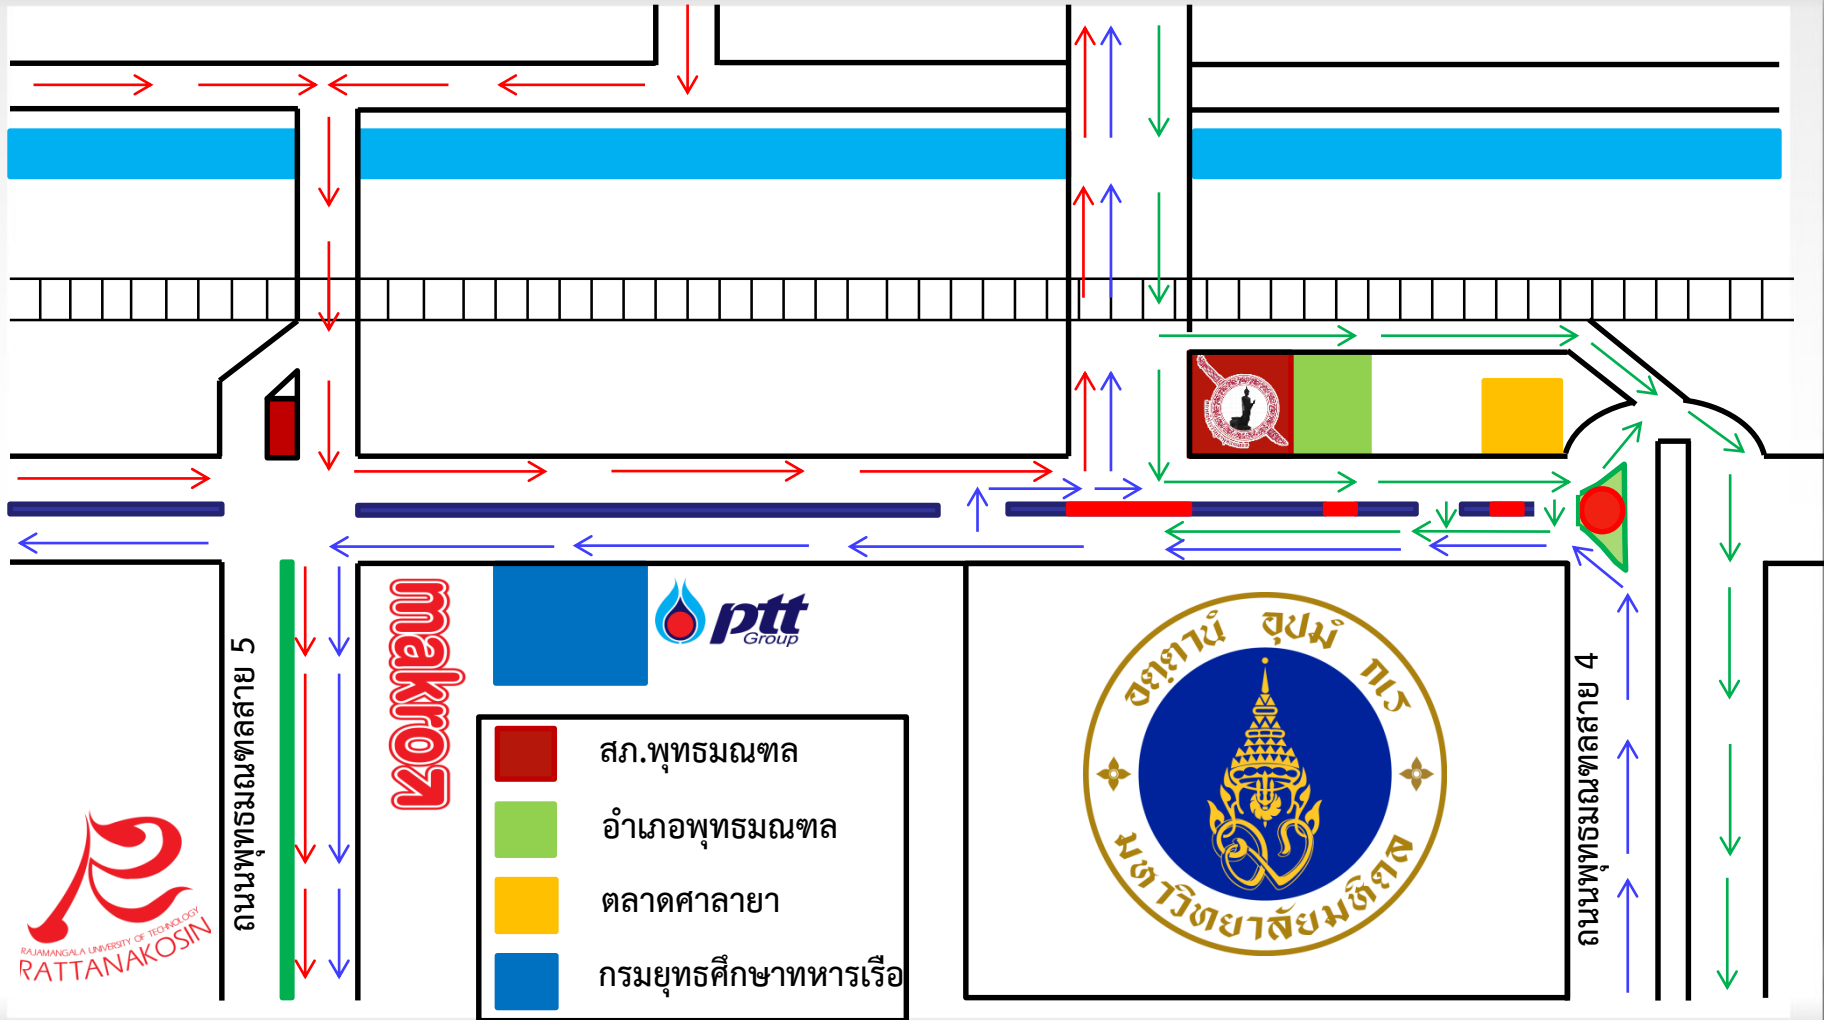 ptt
Group
makro
ถนนพุทธมณฑลสาย 5
สภ.พุทธมณฑล
อำเภอพุทธมณฑล
ตลาดศาลายา
กรมยุทธศึกษาทหารเรือ
RAJAMANGALA UNIVERSITY OF TECHNOLOGY
RATTANAKOSIN
อตฺตานํ อุปมํ กเร
มหาวิทยาลัยมหิดล
ถนนพุทธมณฑลสาย 4